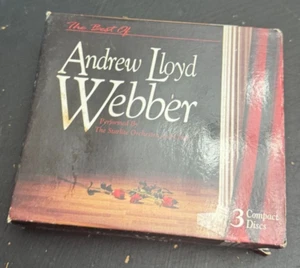 The Best Of
Andrew Lloyd
Webber
Performed By
The Starlite Orchestra
3 Compact
Discs